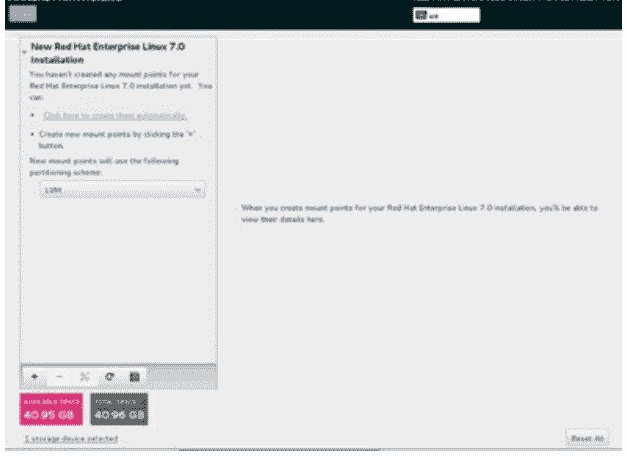 us
New Red Hat Enterprise Linux 7.0
Installation
You haven't created any mount points for your
Red Hat Enterprise Linux 7.0 installation yet. You
can:
• Click here to create them automatically.
• Create new mount points by clicking the '+'
button.
New mount points will use the following
partitioning scheme:
LVM
When you create mount points for your Red Hat Enterprise Linux 7.0 installation, you'll be able to
view their details here.
+ −
AVAILABLE SPACE
40.95 GB
TOTAL SPACE
40.96 GB
1 storage device selected
Reset All